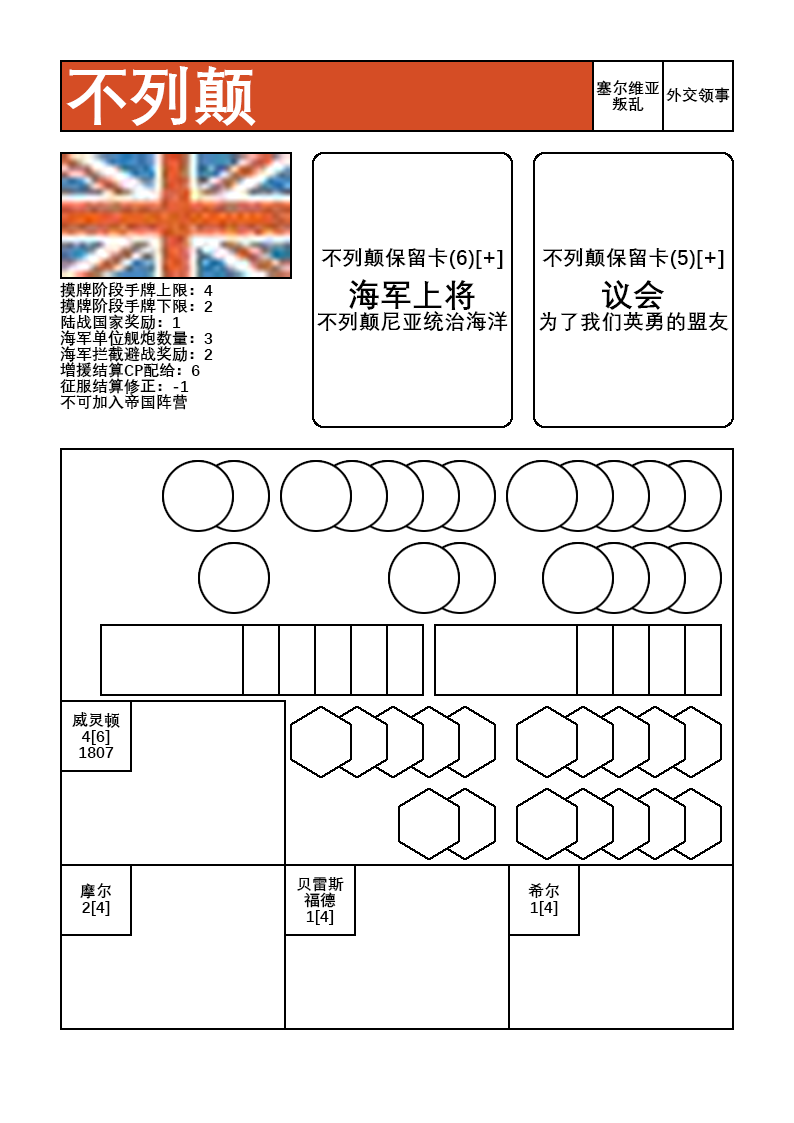 不列颠
塞尔维亚
叛乱
外交领事
摸牌阶段手牌上限：4
摸牌阶段手牌下限：2
陆战国家奖励：1
海军单位舰炮数量：3
海军拦截避战奖励：2
增援结算CP配给：6
征服结算修正：-1
不可加入帝国阵营
不列颠保留卡(6)[+]
海军上将
不列颠尼亚统治海洋
不列颠保留卡(5)[+]
议会
为了我们英勇的盟友
威灵顿
4[6]
1807
摩尔
2[4]
贝雷斯
福德
1[4]
希尔
1[4]